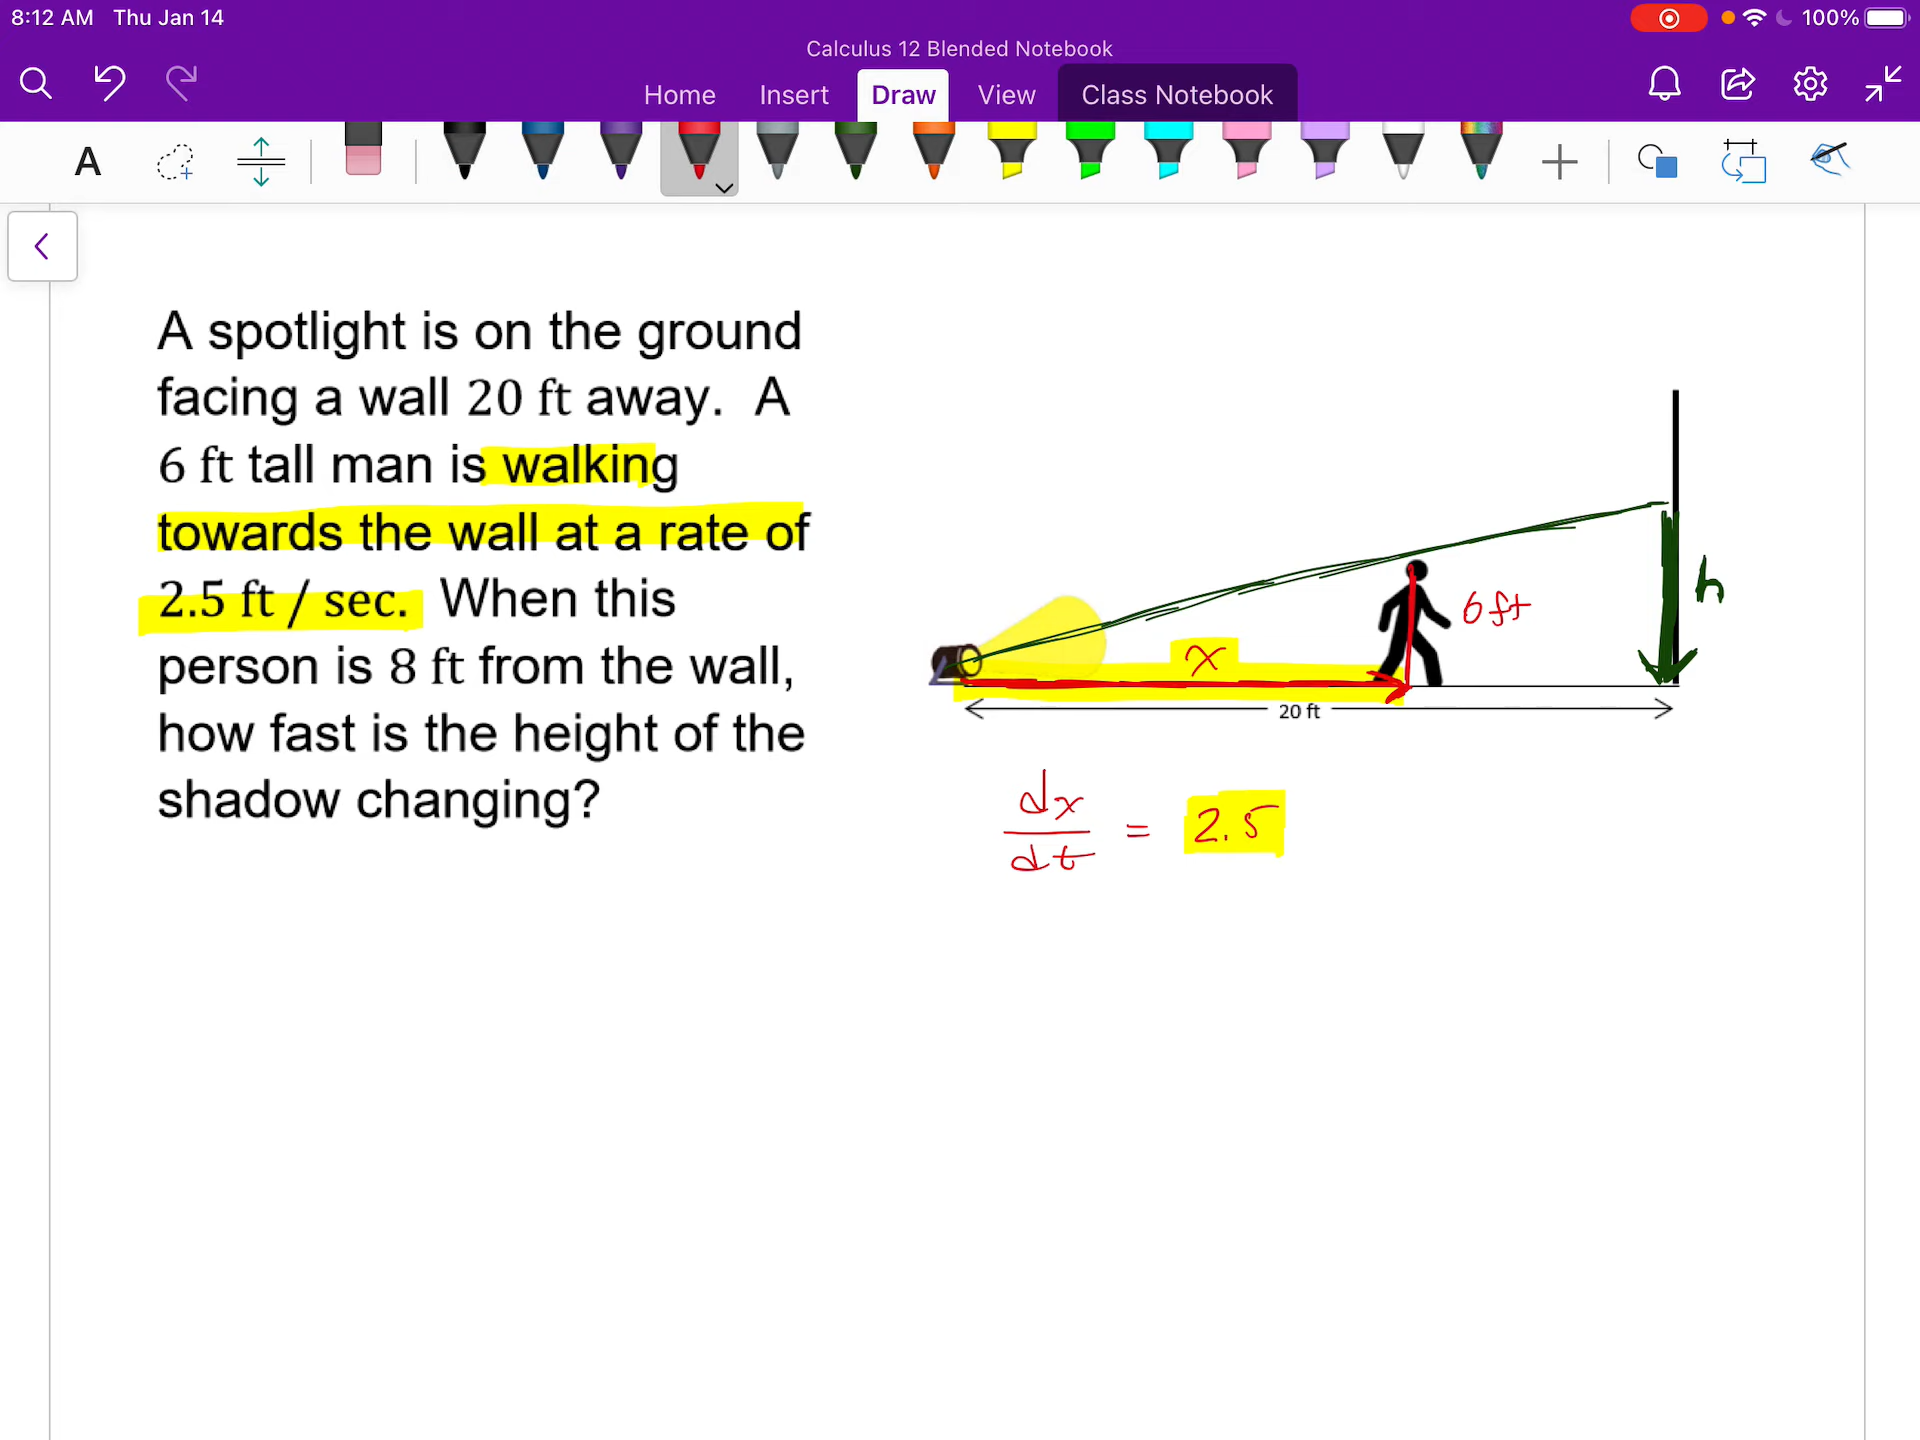 8:12 AM Thu Jan 14
100%
Calculus 12 Blended Notebook
Home Insert Draw View Class Notebook
A
A spotlight is on the ground
facing a wall 20 ft away. A
6 ft tall man is walking
towards the wall at a rate of
2.5 ft / sec. When this
person is 8 ft from the wall,
how fast is the height of the
shadow changing?
h
6 ft
x
20 ft
dx
dt
= 2.5